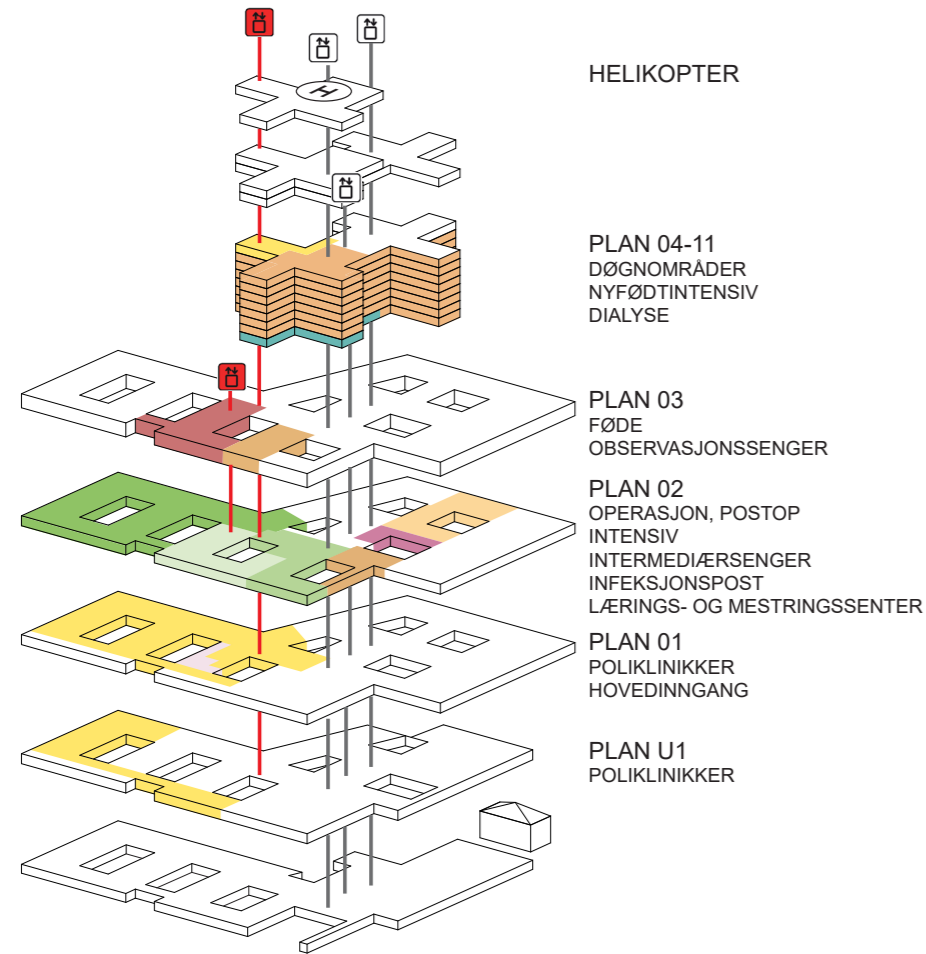 H
HELIKOPTER
PLAN 04-11
DØGNOMRÅDER
NYFØDTINTENSIV
DIALYSE
PLAN 03
FØDE
OBSERVASJONSSENGER
PLAN 02
OPERASJON, POSTOP
INTENSIV
INTERMEDIÆRSENGER
INFEKSJONSPOST
LÆRINGS- OG MESTRINGSSENTER
PLAN 01
POLIKLINIKKER
HOVEDINNGANG
PLAN U1
POLIKLINIKKER